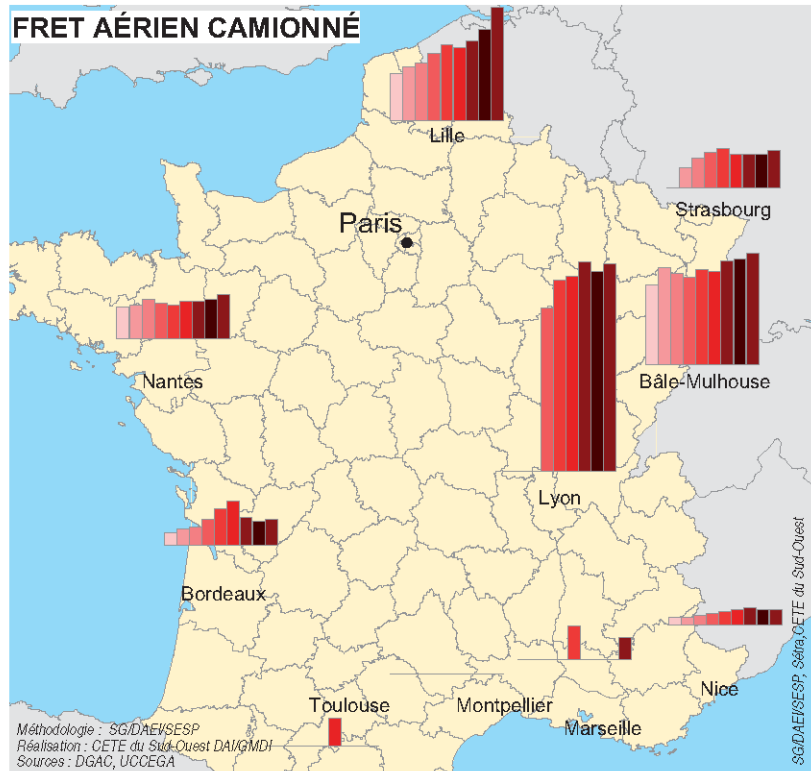 FRET AÉRIEN CAMIONNÉ
Lille
Strasbourg
Paris
Nantes
Bâle-Mulhouse
Lyon
Bordeaux
Nice
Toulouse
Montpellier
Marseille
Méthodologie : SG/DAEI/SESP
Réalisation : CETE du Sud-Ouest DAI/GMDI
Sources : DGAC, UCCEGA
SG/DAEI/SESP, Sétra,CETE du Sud-Ouest